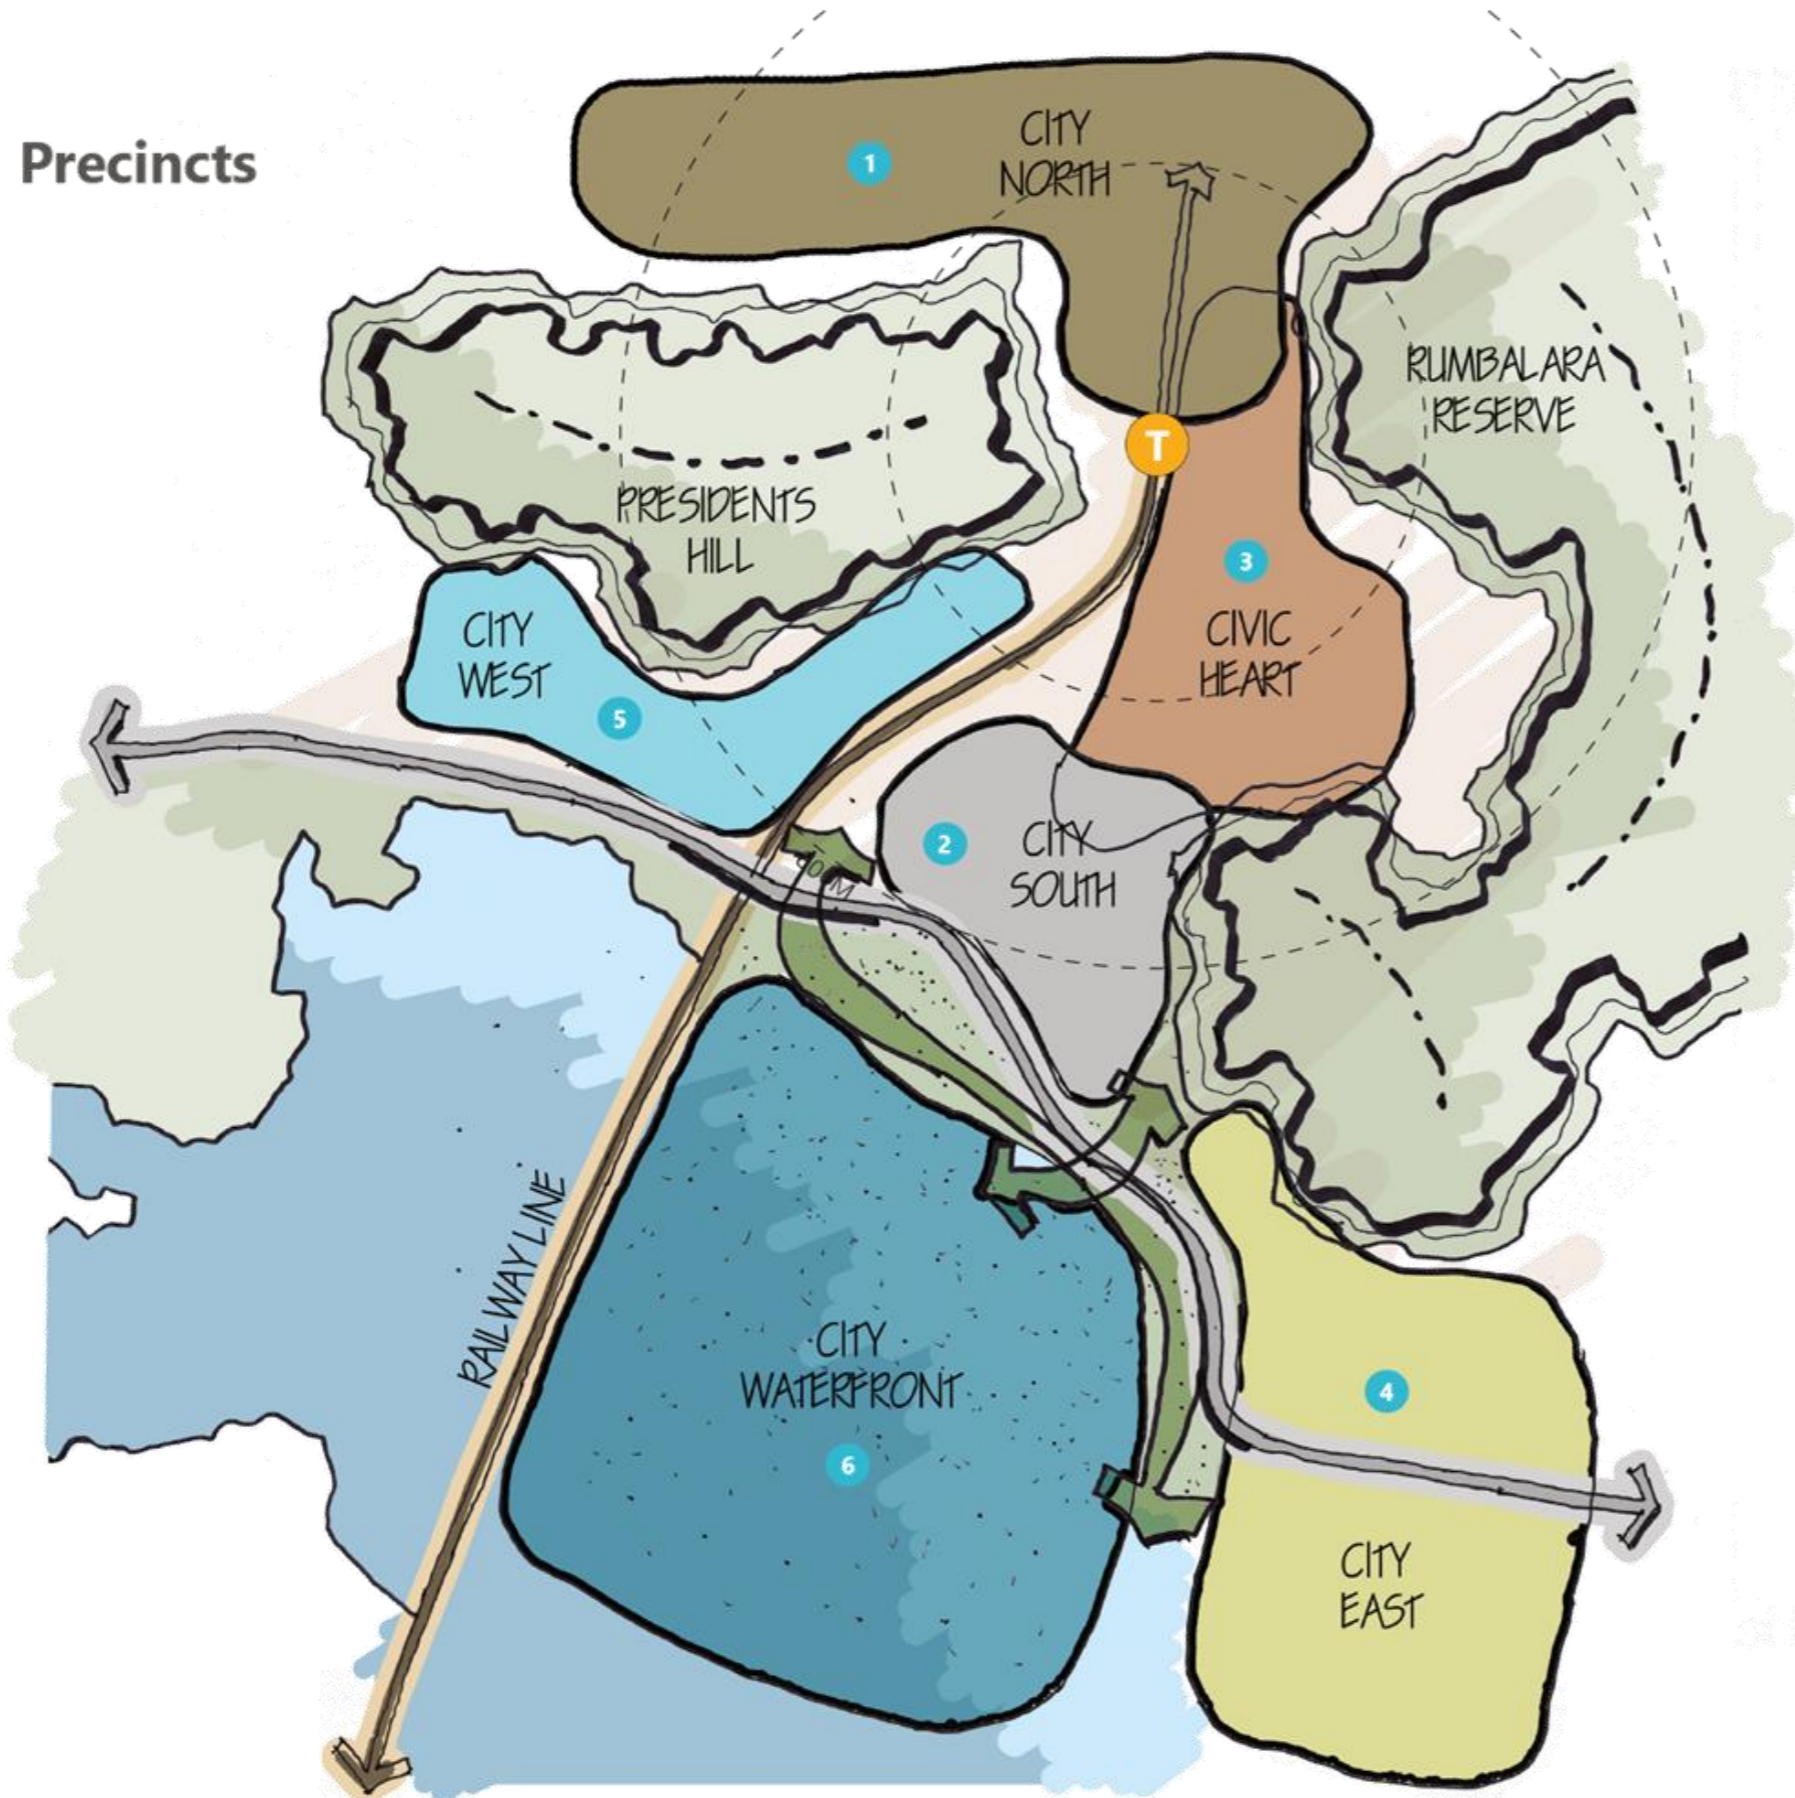 Precincts
CITY
NORTH
1
RUMBALARA
RESERVE
T
PRESIDENTS
HILL
3
CIVIC
HEART
CITY
WEST
5
2
CITY
SOUTH
RAILWAY LINE
CITY
WATERFRONT
6
4
CITY
EAST